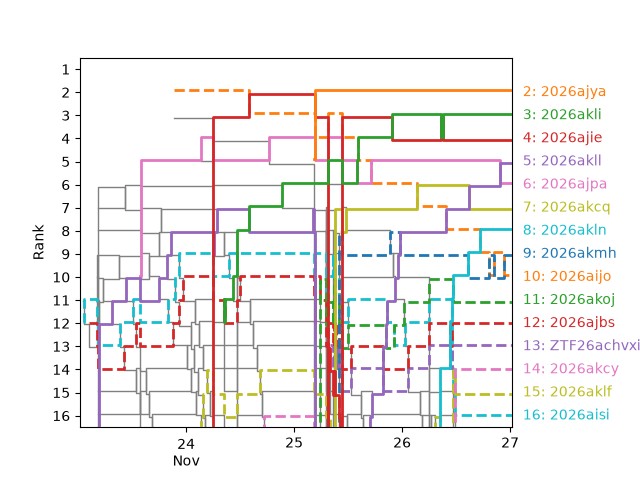 1
2
3
4
5
6
7
8
9
10
11
12
13
14
15
16
Rank
24
25
26
27
Nov
2: 2026ajya
3: 2026akli
4: 2026ajie
5: 2026akll
6: 2026ajpa
7: 2026akcq
8: 2026akln
9: 2026akmh
10: 2026aijo
11: 2026akoj
12: 2026ajbs
13: ZTF26achvxi
14: 2026akcy
15: 2026aklf
16: 2026aisi